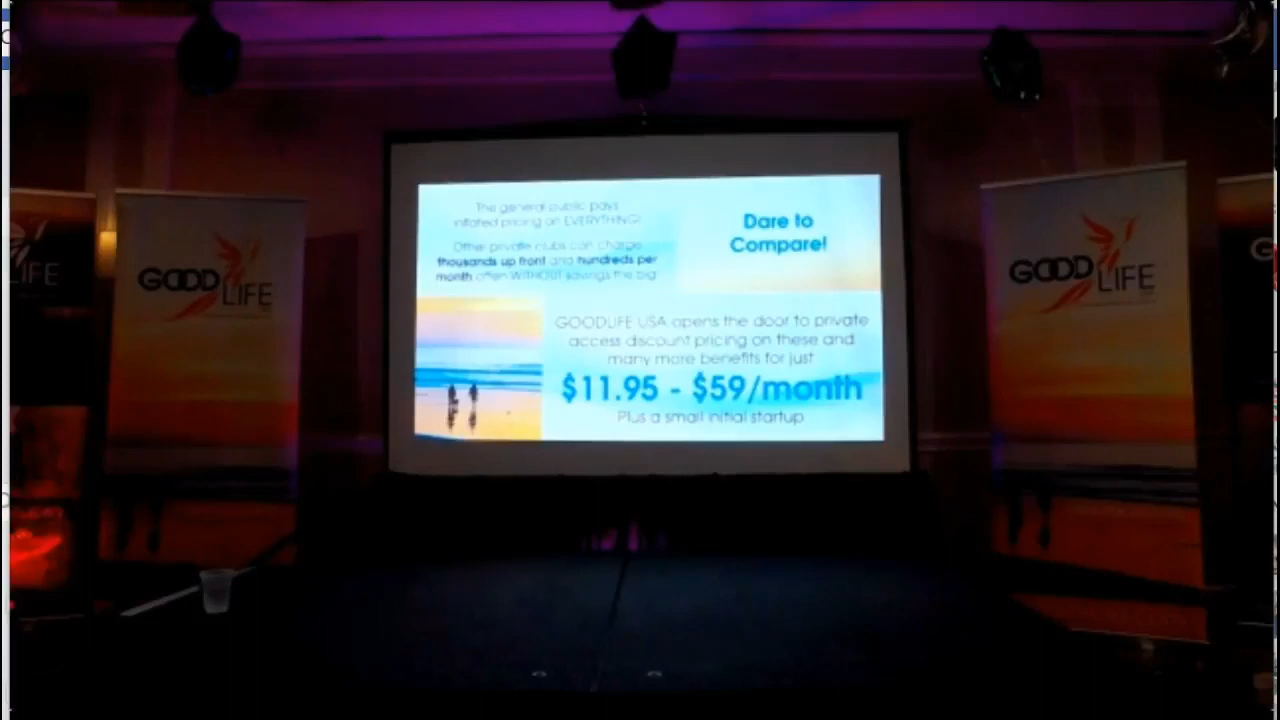 The general public pays
inflated pricing on EVERYTHING!
Other private clubs can charge
thousands up front and hundreds per
month often WITHOUT savings the big
Dare to
Compare!
GOODLIFE USA opens the door to private
access discount pricing on these and
many more benefits for just
$11.95 - $59/month
Plus a small initial startup
GOOD
LIFE
GOOD
LIFE
LIFE
G